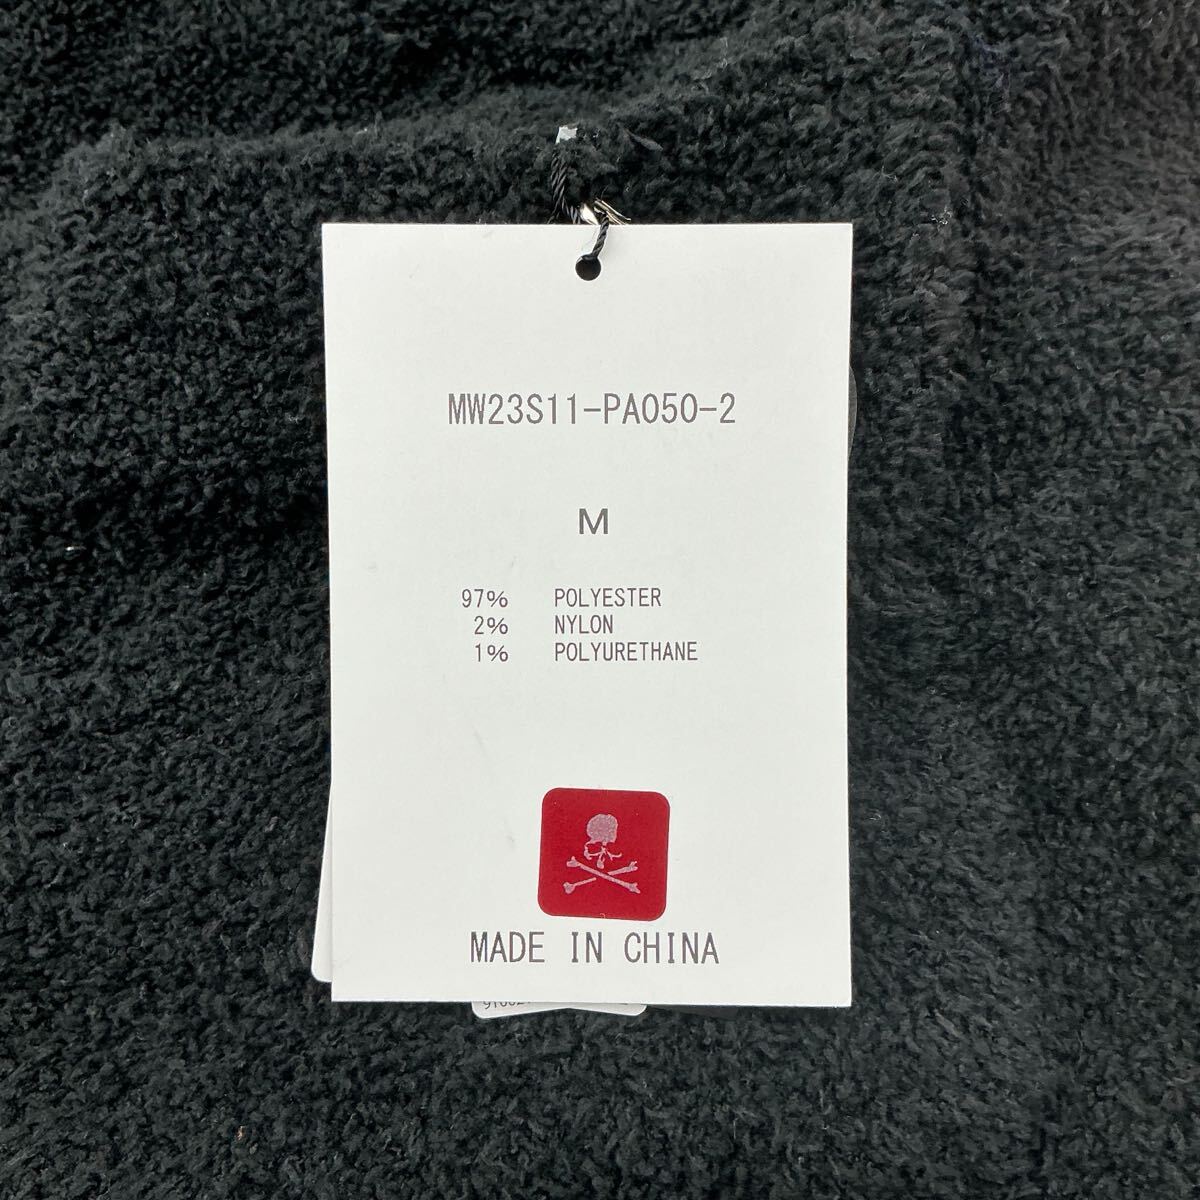 MW23S11-PA050-2
M
97% POLYESTER
2% NYLON
1% POLYURETHANE
MADE IN CHINA